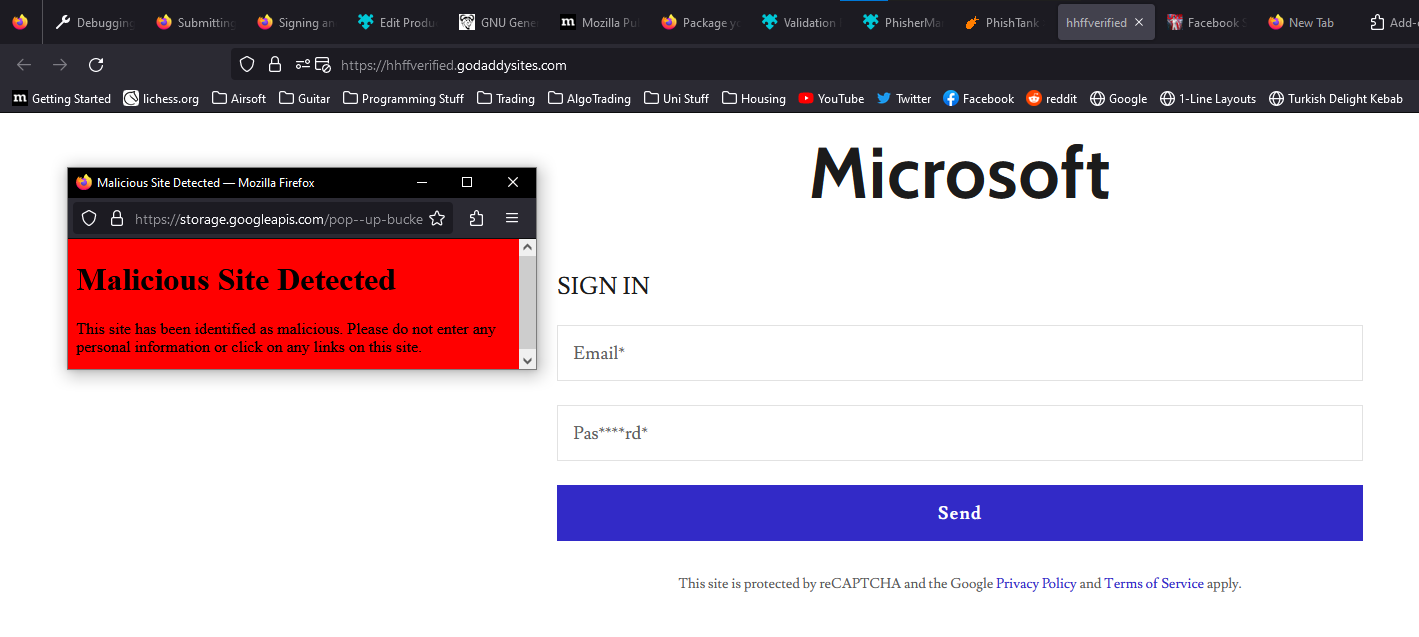 Debugging
Submitting
Signing an
Edit Produ
GNU Gene
Mozilla Pu
Package yo
Validation
PhisherMa
PhishTank
hhffverified
Facebook S
New Tab
Add-o
https://hhffverified.godaddysites.com
Getting Started lichess.org Airsoft Guitar Programming Stuff Trading AlgoTrading Uni Stuff Housing YouTube Twitter Facebook reddit Google 1-Line Layouts Turkish Delight Kebab
Malicious Site Detected — Mozilla Firefox
https://storage.googleapis.com/pop--up-bucke
Malicious Site Detected
This site has been identified as malicious. Please do not enter any
personal information or click on any links on this site.
Microsoft
SIGN IN
Email*
Pas****rd*
Send
This site is protected by reCAPTCHA and the Google Privacy Policy and Terms of Service apply.